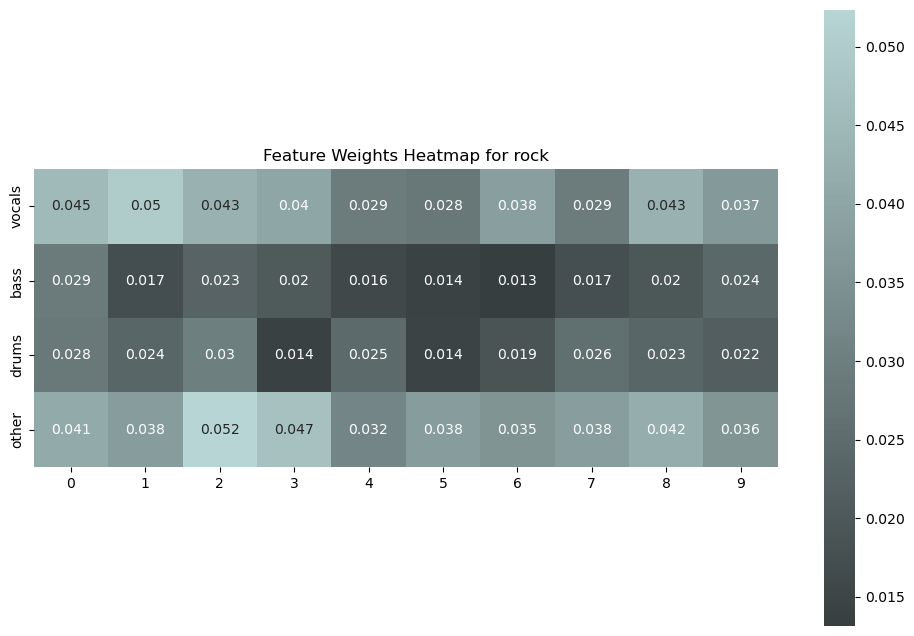 Feature Weights Heatmap for rock
vocals 0.045 0.05 0.043 0.04 0.029 0.028 0.038 0.029 0.043 0.037
bass 0.029 0.017 0.023 0.02 0.016 0.014 0.013 0.017 0.02 0.024
drums 0.028 0.024 0.03 0.014 0.025 0.014 0.019 0.026 0.023 0.022
other 0.041 0.038 0.052 0.047 0.032 0.038 0.035 0.038 0.042 0.036
0 1 2 3 4 5 6 7 8 9
0.050
0.045
0.040
0.035
0.030
0.025
0.020
0.015